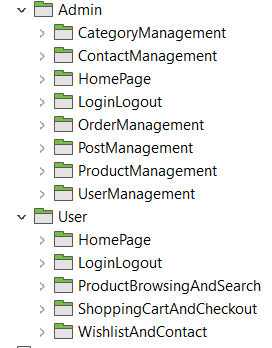 Admin
CategoryManagement
ContactManagement
HomePage
LoginLogout
OrderManagement
PostManagement
ProductManagement
UserManagement
User
HomePage
LoginLogout
ProductBrowsingAndSearch
ShoppingCartAndCheckout
WishlistAndContact